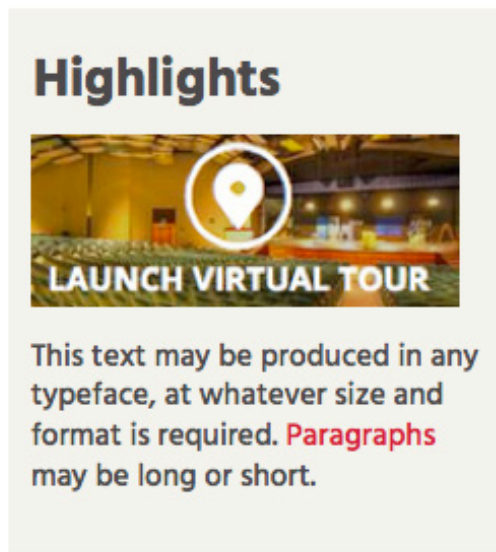 Highlights
LAUNCH VIRTUAL TOUR
This text may be produced in any
typeface, at whatever size and
format is required. Paragraphs
may be long or short.